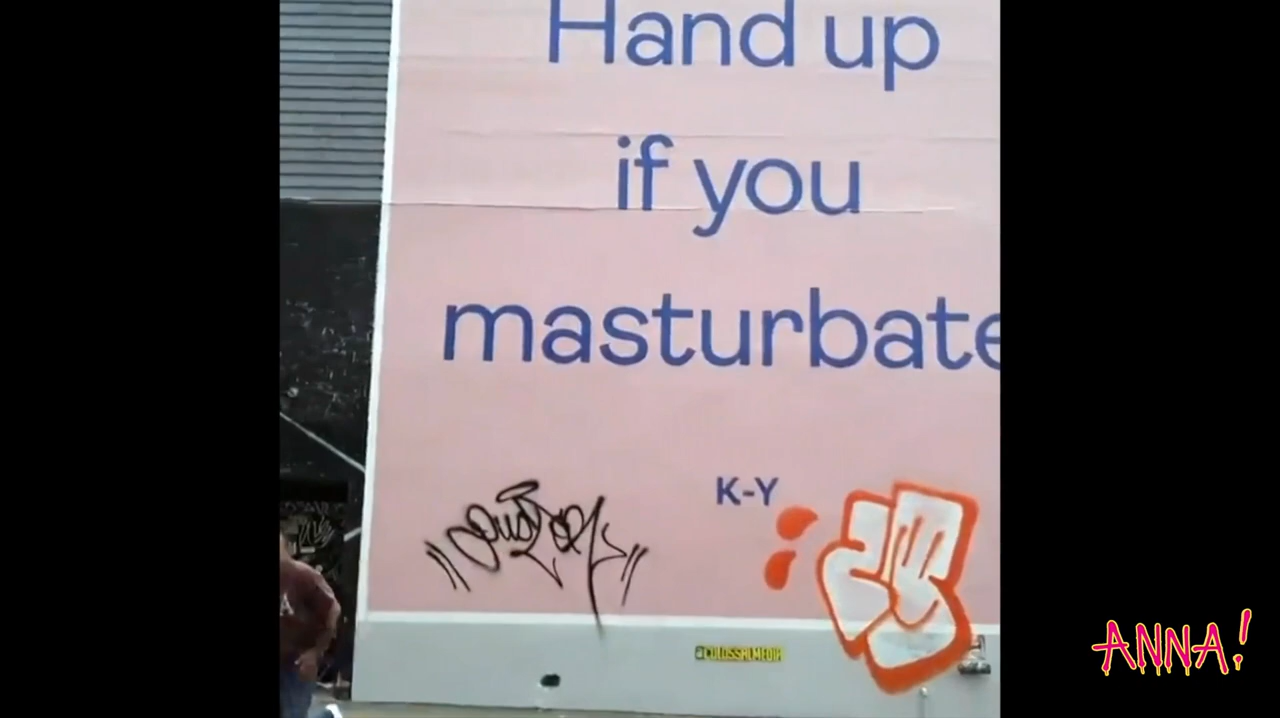 Hand up
if you
masturbate
K-Y
@COLOSSALMEDIA
ANNA!